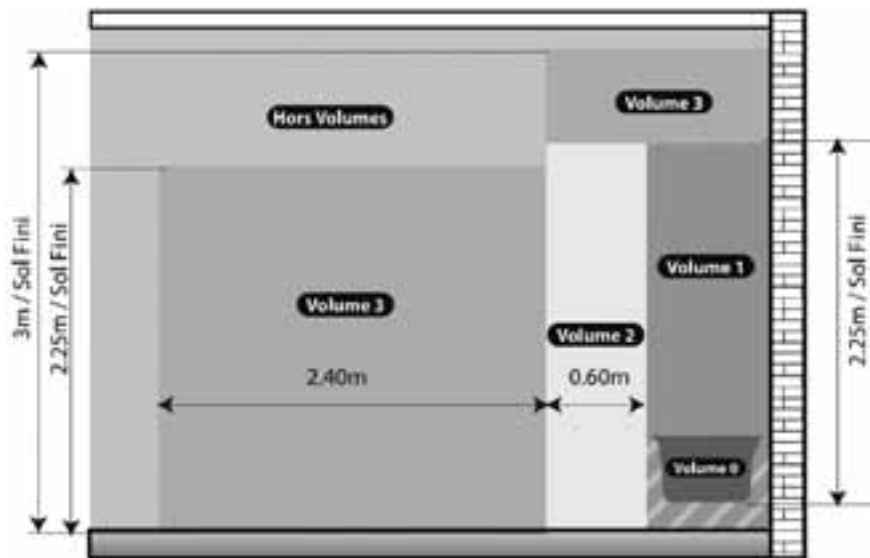 Hors Volumes
Volume 3
3m / Sol Fini
2.25m / Sol Fini
Volume 3
Volume 1
Volume 2
2.40m
0.60m
2.25m / Sol Fini
Volume 0